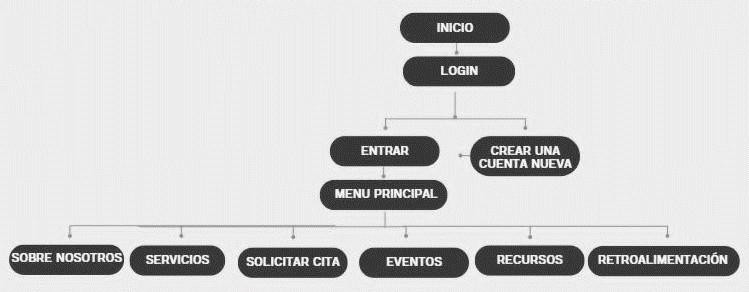 INICIO
LOGIN
ENTRAR
CREAR UNA
CUENTA NUEVA
MENU PRINCIPAL
SOBRE NOSOTROS
SERVICIOS
SOLICITAR CITA
EVENTOS
RECURSOS
RETROALIMENTACIÓN